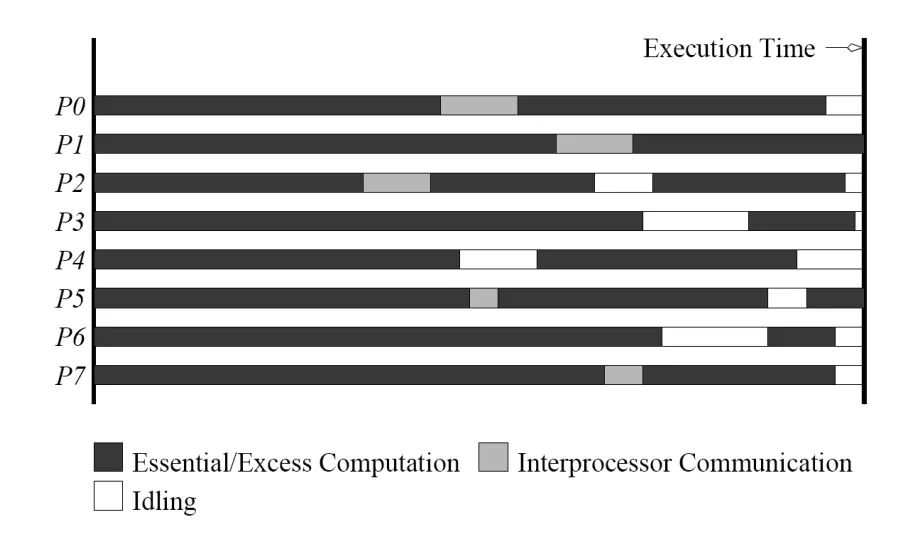 Execution Time
P0
P1
P2
P3
P4
P5
P6
P7
Essential/Excess Computation
Interprocessor Communication
Idling